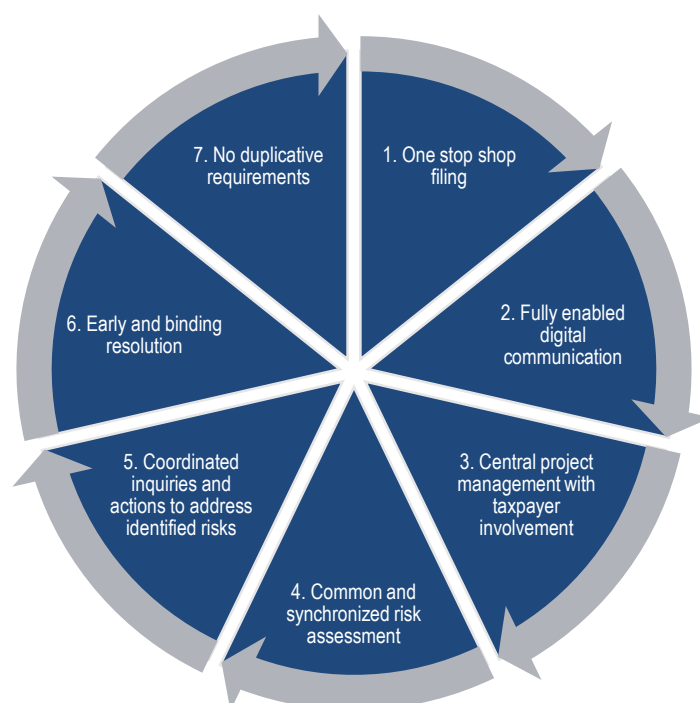 1. One stop shop
filing
2. Fully enabled
digital
communication
3. Central project
management with
taxpayer
involvement
4. Common and
synchronized risk
assessment
5. Coordinated
inquiries and
actions to address
identified risks
6. Early and binding
resolution
7. No duplicative
requirements